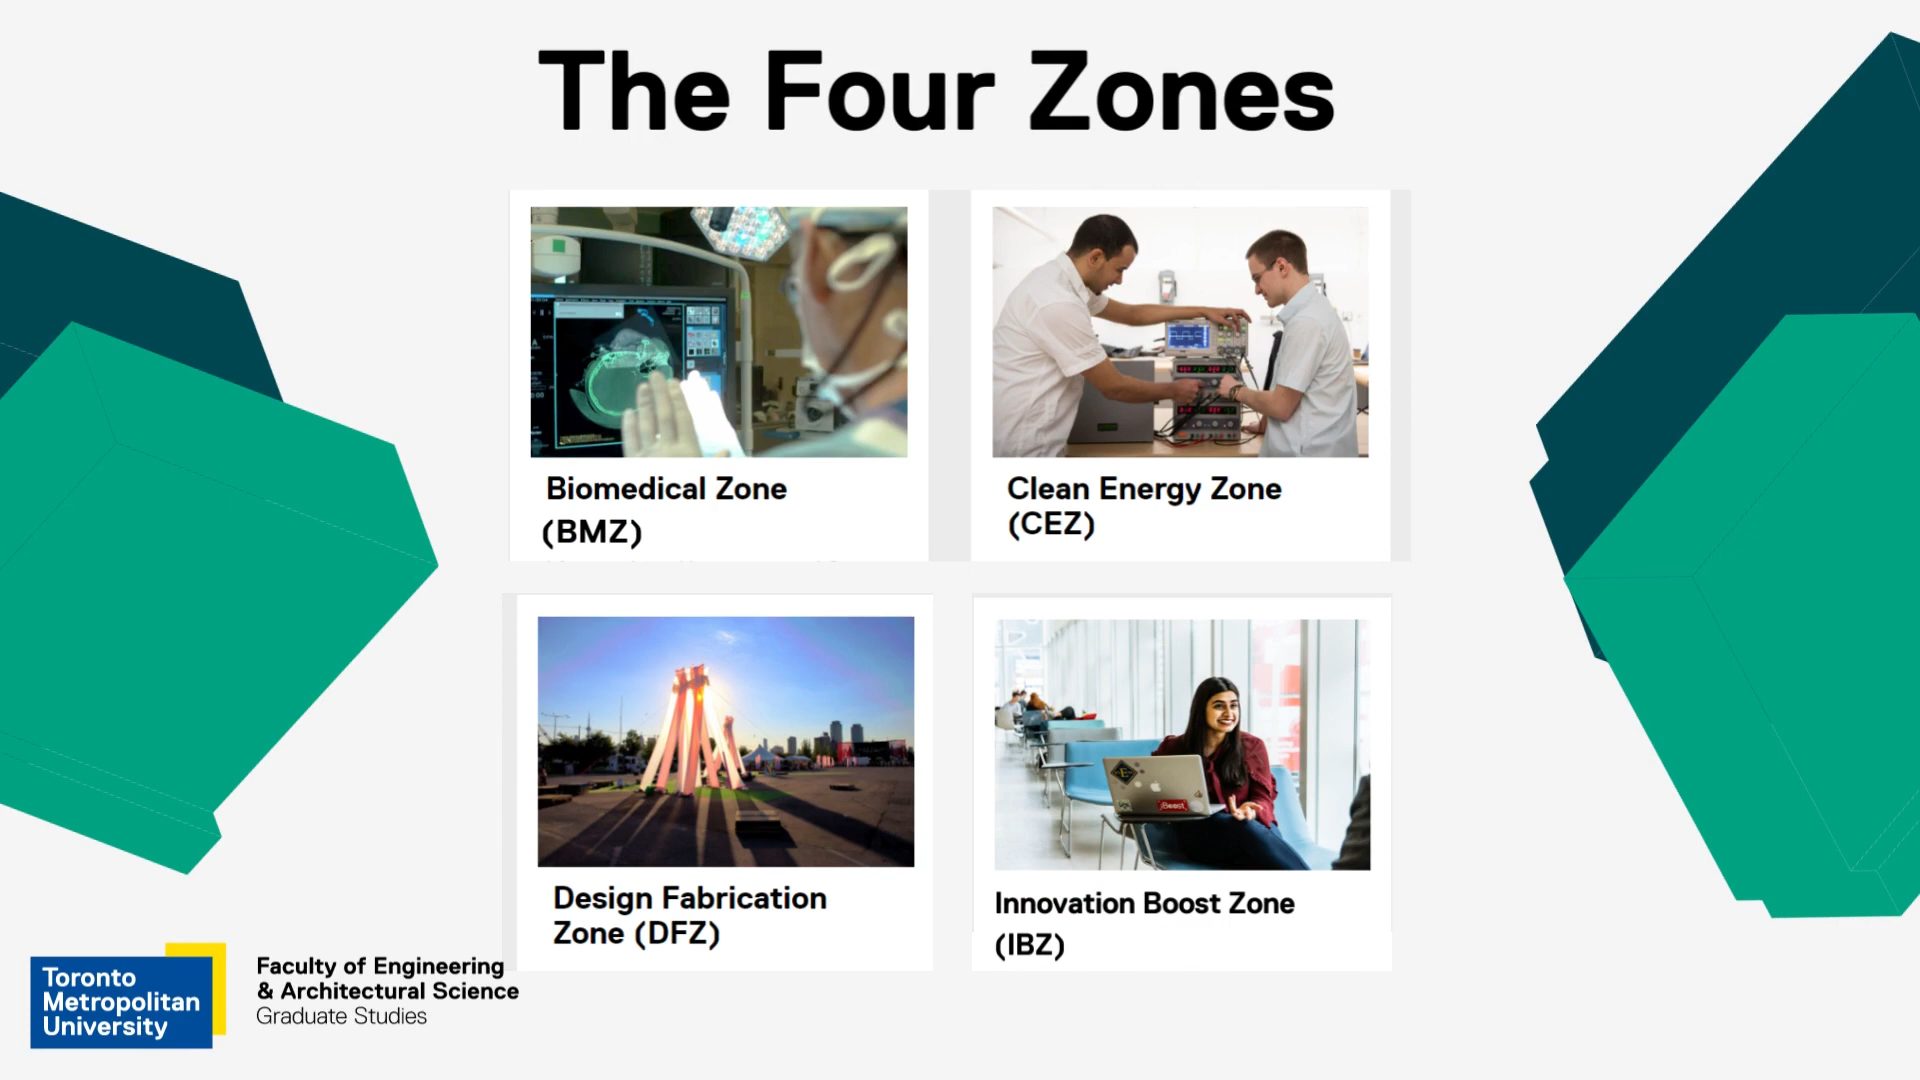 The Four Zones
Biomedical Zone
(BMZ)
Clean Energy Zone
(CEZ)
Design Fabrication
Zone (DFZ)
Innovation Boost Zone
(IBZ)
iBoost
Toronto
Metropolitan
University
Faculty of Engineering
& Architectural Science
Graduate Studies